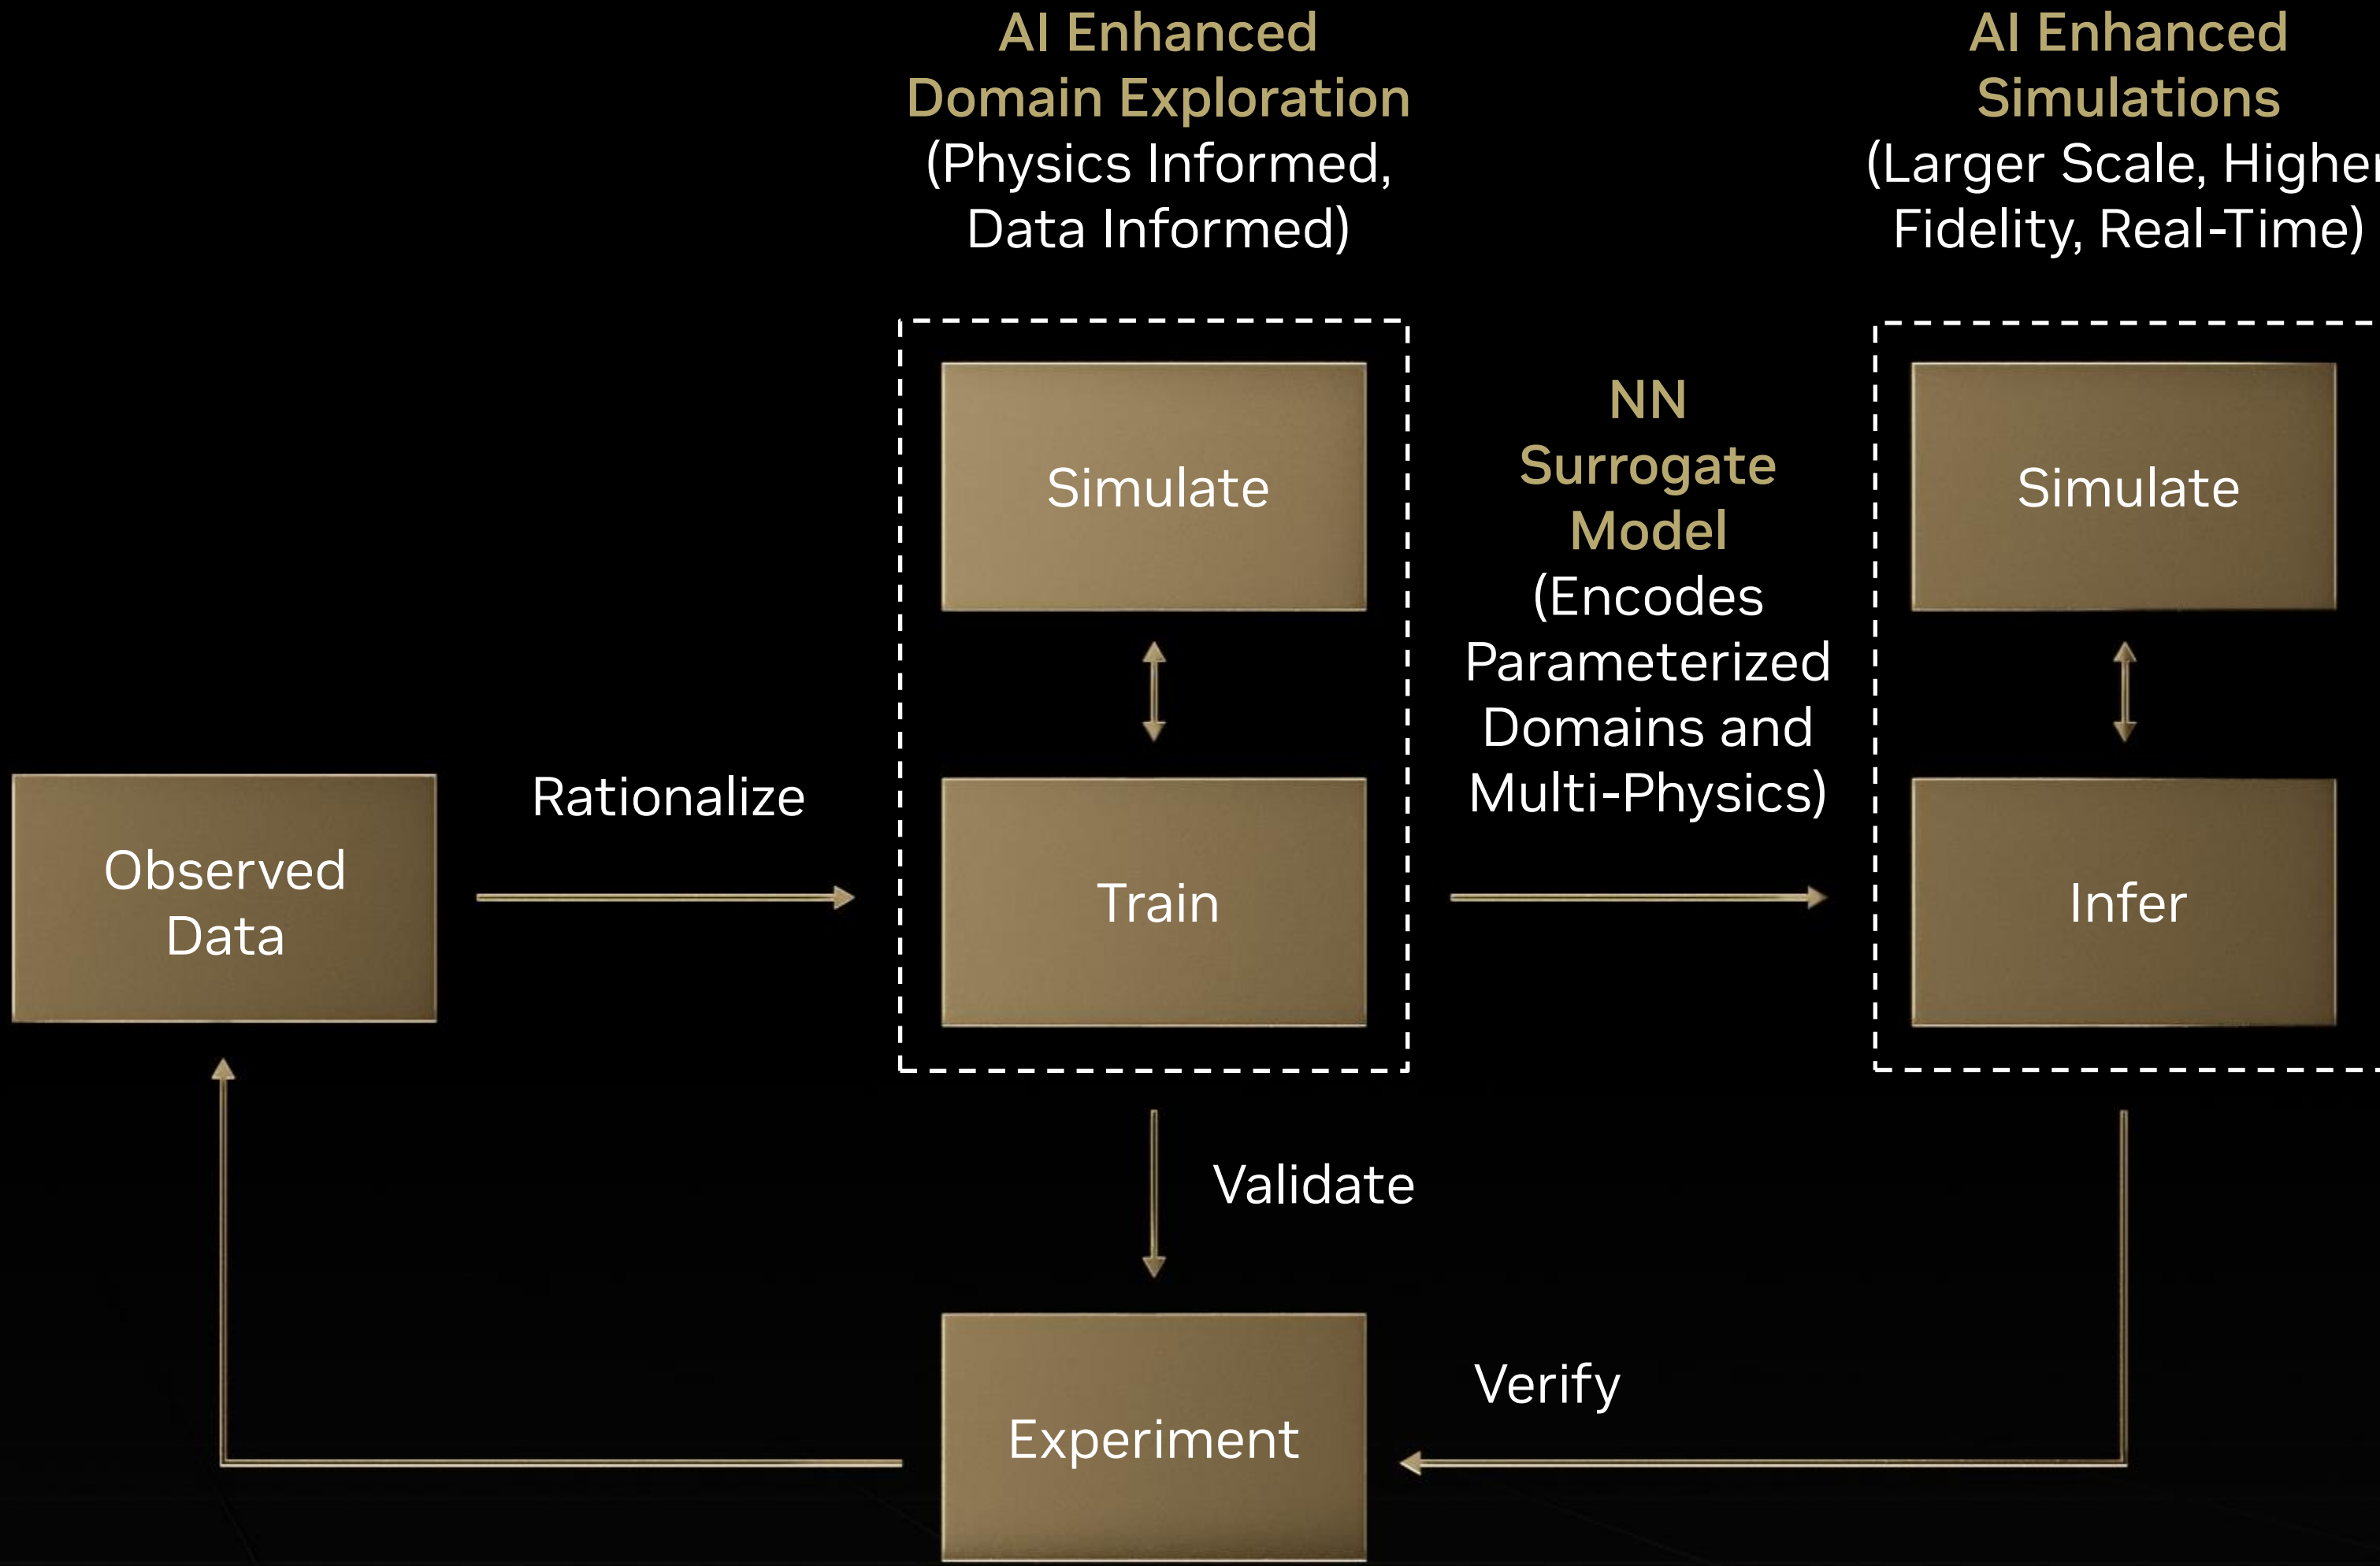 AI Enhanced
Domain Exploration
(Physics Informed,
Data Informed)
AI Enhanced
Simulations
(Larger Scale, Higher
Fidelity, Real-Time)
Simulate
NN
Surrogate
Model
(Encodes
Parameterized
Domains and
Multi-Physics)
Simulate
Observed
Data
Rationalize
Train
Infer
Validate
Experiment
Verify